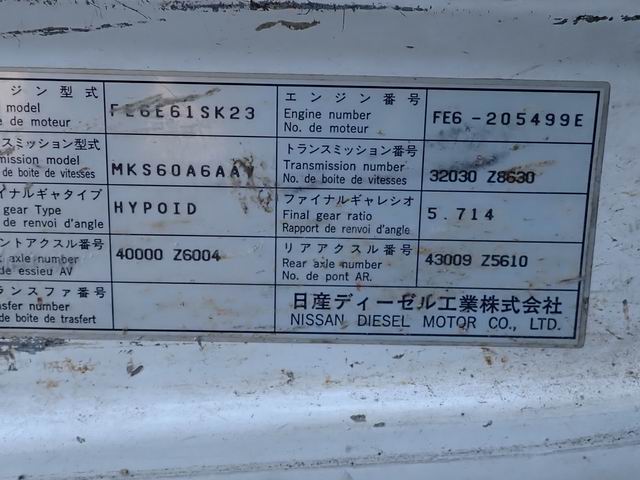 ジン型式 FE6E61SK23 エンジン番号 FE6-205499E
model Engine number
de moteur No. de moteur
スミッション型式 MKS60A6AAV トランスミッション番号 32030 Z8630
mission model Transmission number
de boite de vitesses No. de boite de vitesses
イナルギヤタイプ HYPOID ファイナルギヤレシオ 5.714
gear Type Final gear ratio
de renvoi d'angle Rapport de renvoi d'angle
ントアクスル番号 40000 Z6004 リアアクスル番号 43009 Z5610
axle number Rear axle number
de essieu AV No. de pont AR.
ランスファ番号 日産ディーゼル工業株式会社
nsfer number NISSAN DIESEL MOTOR CO., LTD.
de boite de trasfert